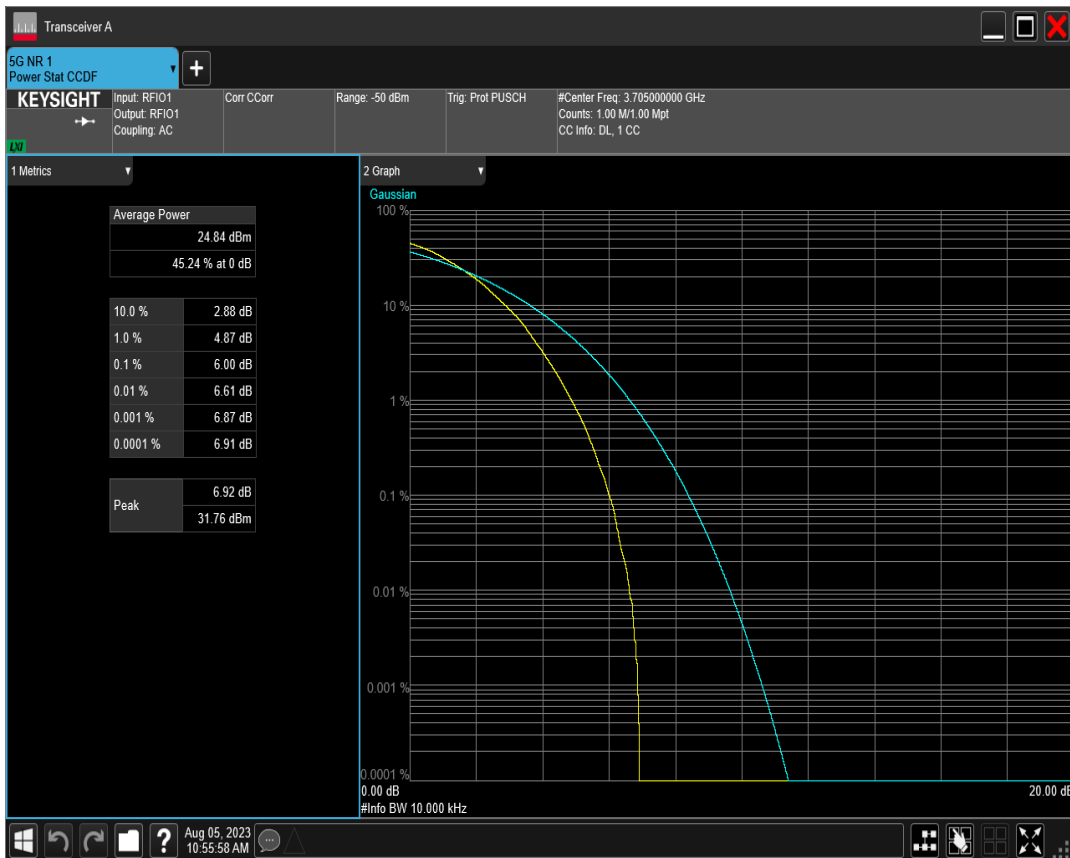 Transceiver A
5G NR 1
Power Stat CCDF
+
KEYSIGHT
LXI
Input: RFIO1
Output: RFIO1
Coupling: AC
Corr CCorr
Range: -50 dBm
Trig: Prot PUSCH
#Center Freq: 3.705000000 GHz
Counts: 1.00 M/1.00 Mpt
CC Info: DL, 1 CC
1 Metrics
Average Power
24.84 dBm
45.24 % at 0 dB
10.0 % 2.88 dB
1.0 % 4.87 dB
0.1 % 6.00 dB
0.01 % 6.61 dB
0.001 % 6.87 dB
0.0001 % 6.91 dB
Peak
6.92 dB
31.76 dBm
2 Graph
Gaussian
100 %
10 %
1 %
0.1 %
0.01 %
0.001 %
0.0001 %
0.00 dB 20.00 dB
#Info BW 10.000 kHz
?
Aug 05, 2023
10:55:58 AM